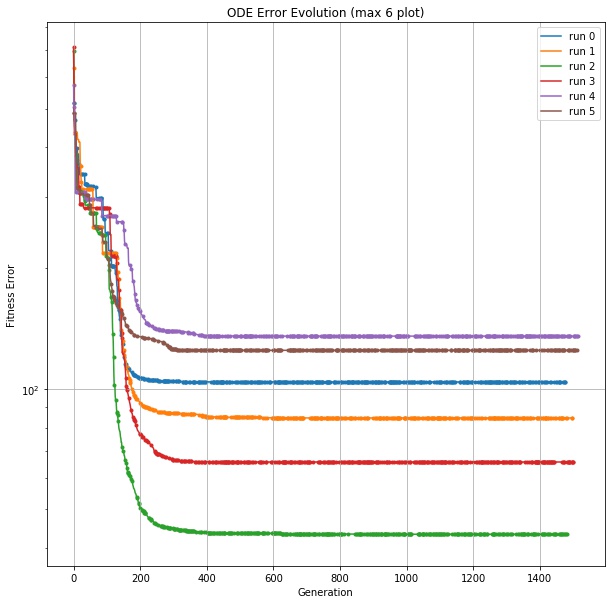 ODE Error Evolution (max 6 plot)
run 0
run 1
run 2
run 3
run 4
run 5
Fitness Error
10²
0 200 400 600 800 1000 1200 1400
Generation